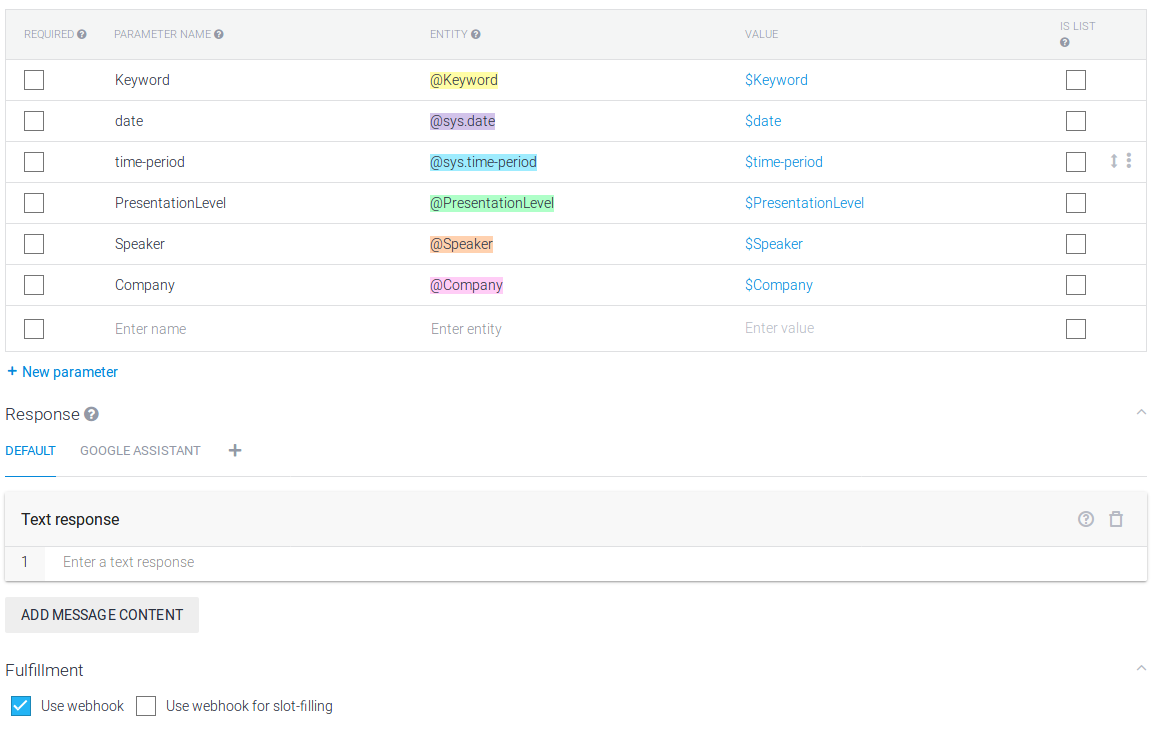 REQUIRED PARAMETER NAME ENTITY VALUE IS LIST
Keyword @Keyword $Keyword
date @sys.date $date
time-period @sys.time-period $time-period
PresentationLevel @PresentationLevel $PresentationLevel
Speaker @Speaker $Speaker
Company @Company $Company
Enter name Enter entity Enter value
+ New parameter
Response
DEFAULT GOOGLE ASSISTANT +
Text response
1 Enter a text response
ADD MESSAGE CONTENT
Fulfillment
Use webhook Use webhook for slot-filling